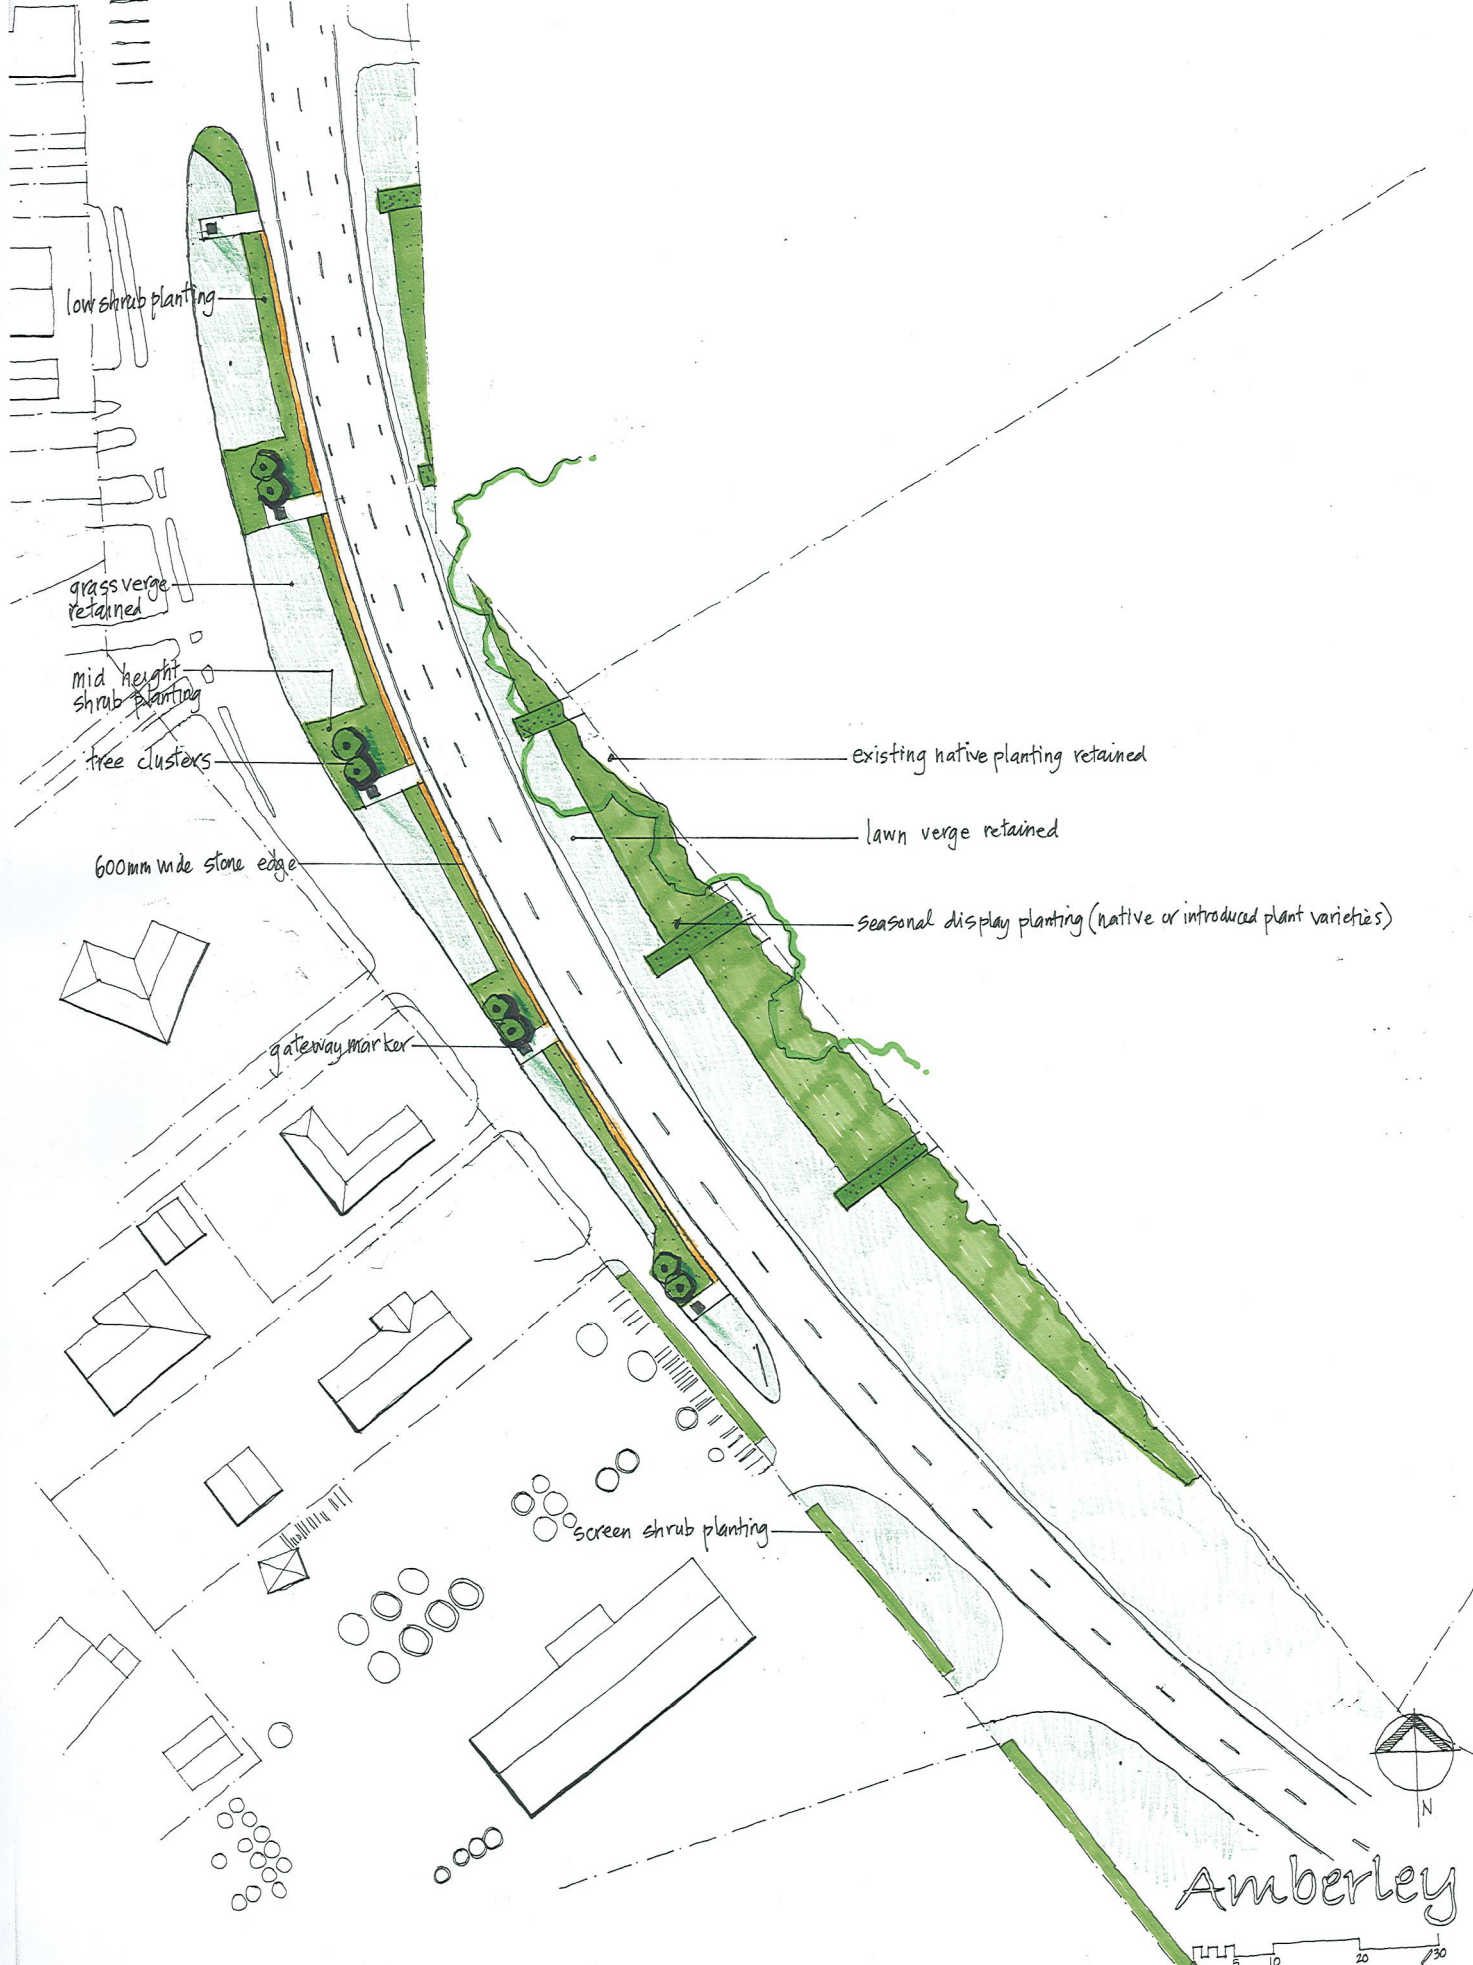 low shrub planting
grass verge
retained
mid height
shrub planting
tree clusters
600mm wide stone edge
gateway marker
existing native planting retained
lawn verge retained
seasonal display planting (native or introduced plant varieties)
screen shrub planting
N
Amberley
5 10 20 30